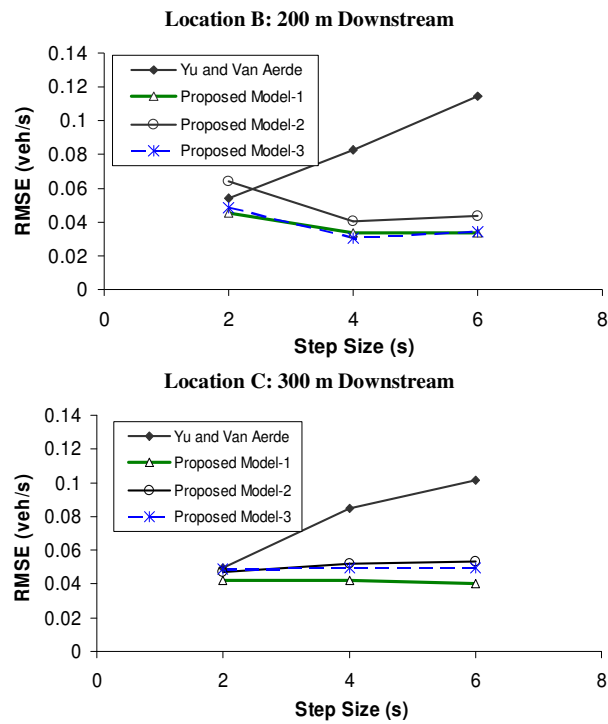 Location B: 200 m Downstream
0.14
0.12
0.1
0.08
0.06
0.04
0.02
0
RMSE (veh/s)
Yu and Van Aerde
Proposed Model-1
Proposed Model-2
Proposed Model-3
0 2 4 6 8
Step Size (s)
Location C: 300 m Downstream
0.14
0.12
0.1
0.08
0.06
0.04
0.02
0
RMSE (veh/s)
Yu and Van Aerde
Proposed Model-1
Proposed Model-2
Proposed Model-3
0 2 4 6 8
Step Size (s)